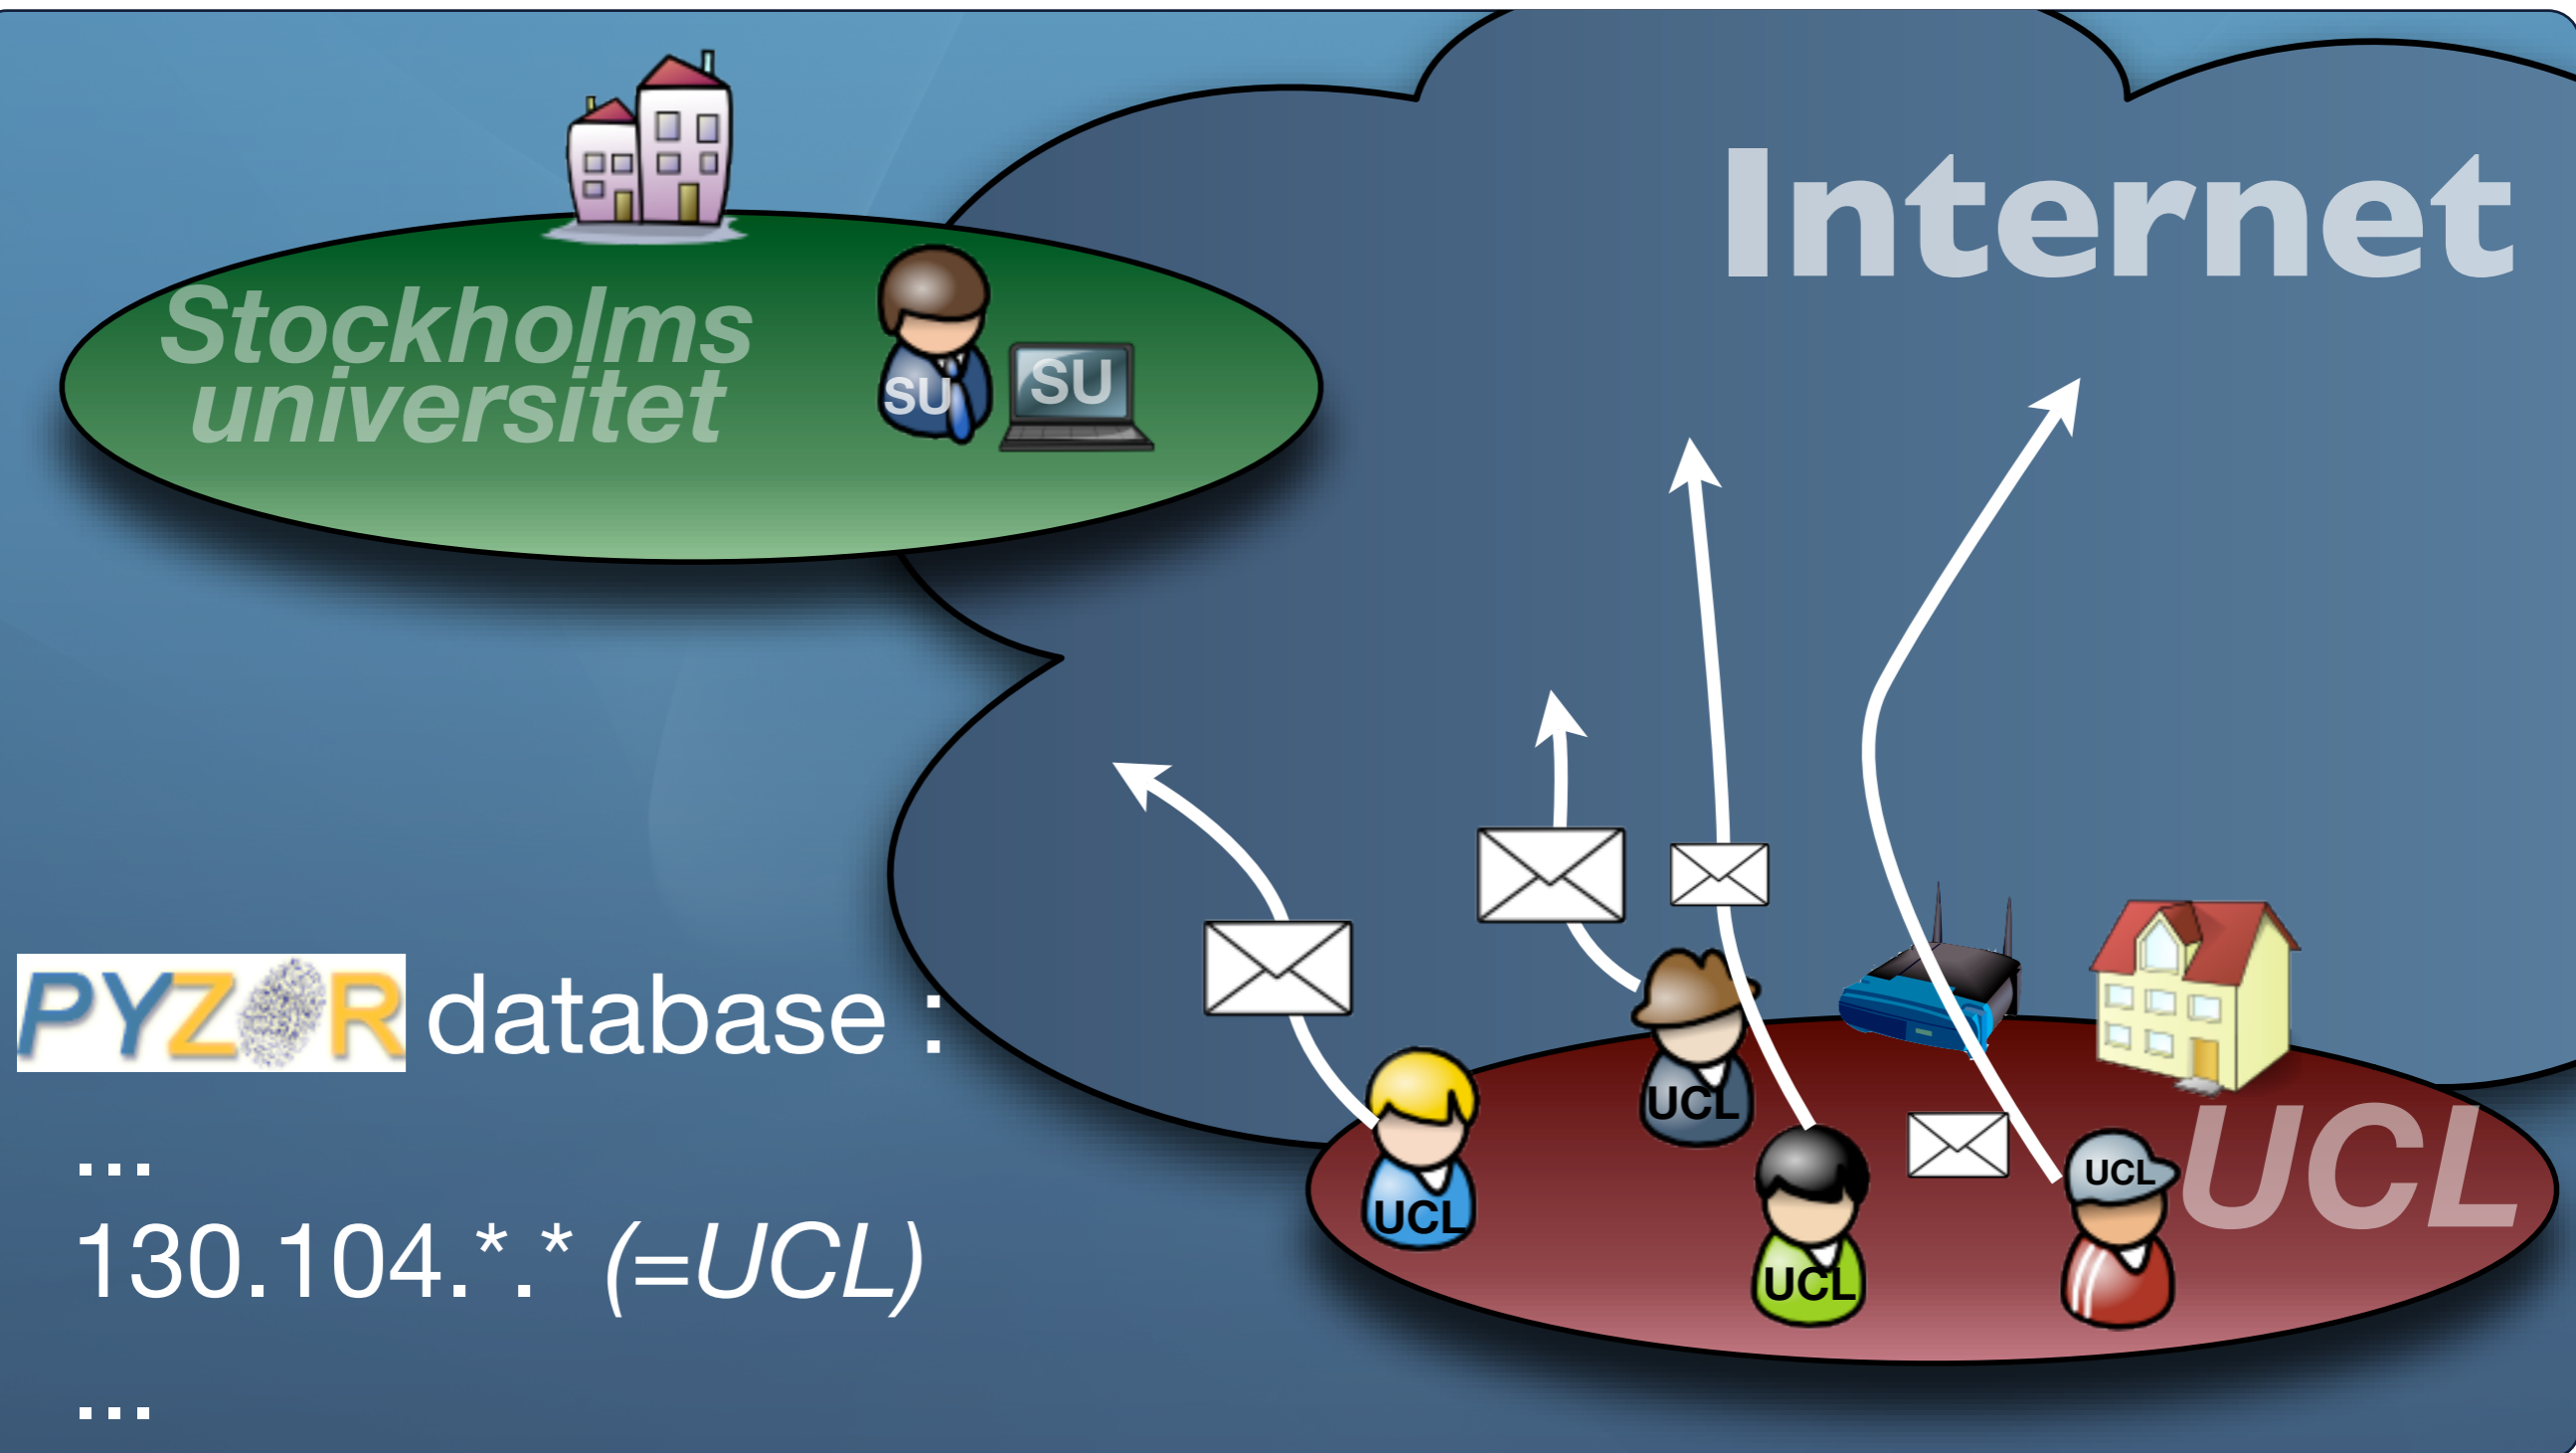 Internet
Stockholms
universitet
SU
SU
PYZOR database :
...
130.104.*.* (=UCL)
...
UCL
UCL
UCL
UCL
UCL